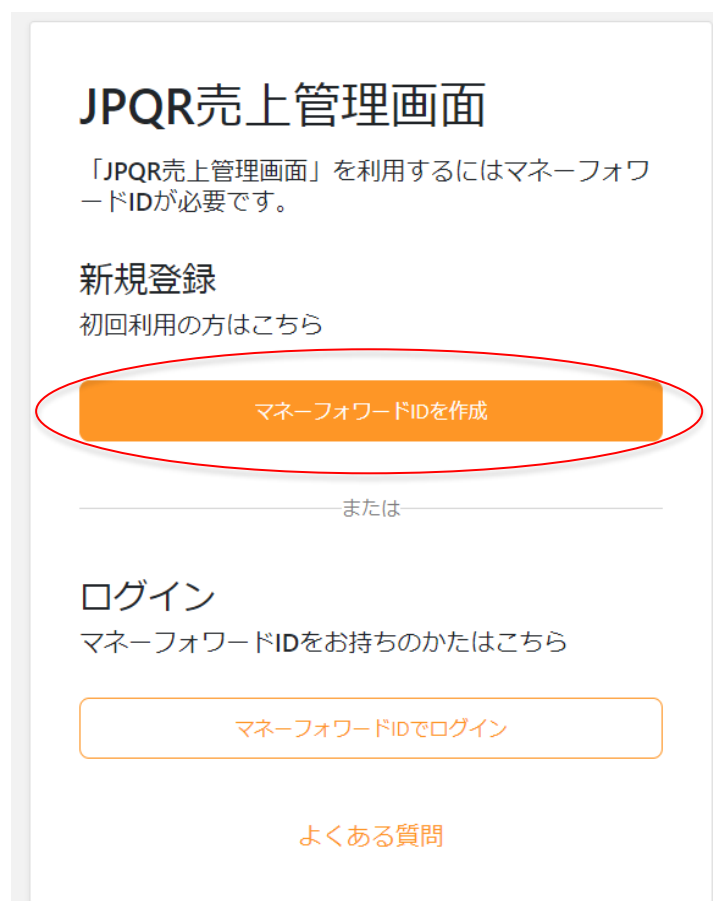 JPQR売上管理画面
「JPQR売上管理画面」を利用するにはマネーフォワ
ードIDが必要です。
新規登録
初回利用の方はこちら
マネーフォワードIDを作成
または
ログイン
マネーフォワードIDをお持ちのかたはこちら
マネーフォワードIDでログイン
よくある質問